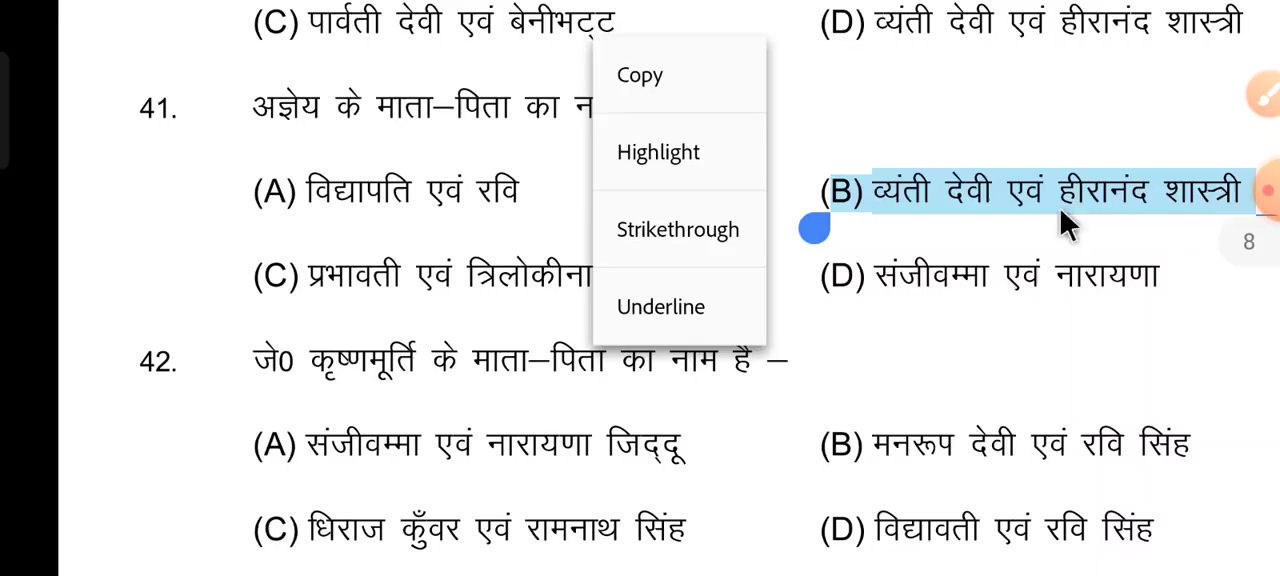 (C) पार्वती देवी एवं बेनीभट्ट (D) व्यंती देवी एवं हीरानंद शास्त्री
Copy
41. अज्ञेय के माता–पिता का
Highlight
(A) विद्यापति एवं रवि (B) व्यंती देवी एवं हीरानंद शास्त्री
Strikethrough
8
(C) प्रभावती एवं (D) संजीवम्मा एवं नारायणा
Underline
42. जे0 कृष्णमूर्ति के माता–पिता का नाम है –
(A) संजीवम्मा एवं नारायणा जिद्दू (B) मनरूप देवी एवं रवि सिंह
(C) धिराज कुँवर एवं रामनाथ सिंह (D) विद्यावती एवं रवि सिंह